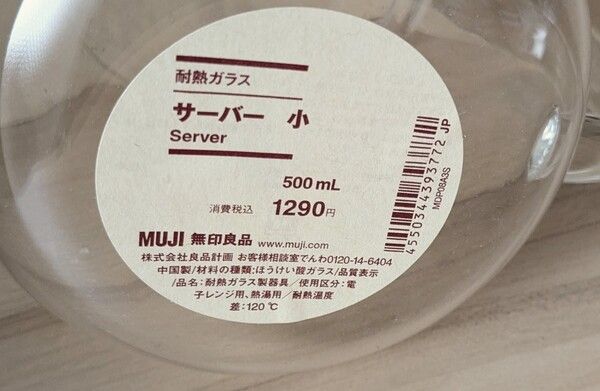 耐熱ガラス
サーバー 小
Server
500mL
消費税込 1290円
MUJI 無印良品 www.muji.com
株式会社良品計画 お客様相談室でんわ0120-14-6404
中国製/材料の種類:ほうけい酸ガラス/品質表示
/品名:耐熱ガラス製器具/使用区分:電
子レンジ用、熱湯用/耐熱温度
差:120℃
4550344393772 JP
MDP08A3S